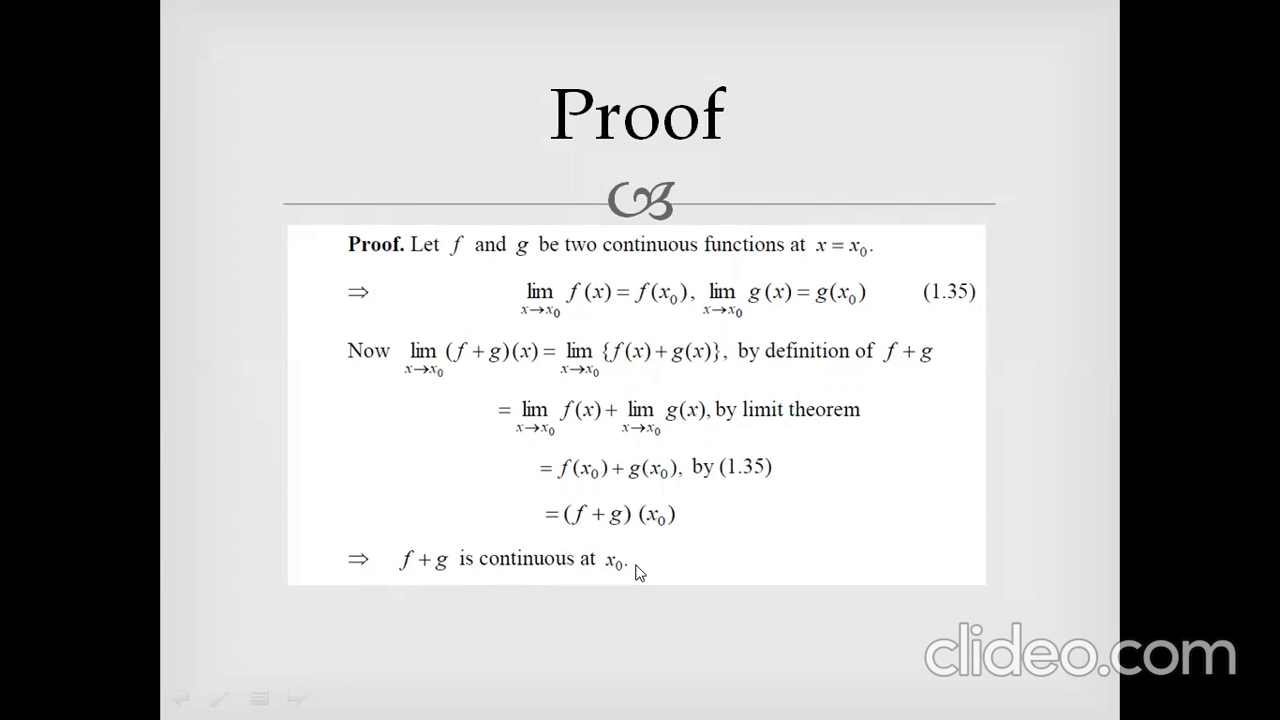 Proof
Proof. Let f and g be two continuous functions at x = x₀.
⇒ lim x→x₀ f(x) = f(x₀), lim x→x₀ g(x) = g(x₀) (1.35)
Now lim x→x₀ (f + g)(x) = lim x→x₀ {f(x) + g(x)}, by definition of f + g
= lim x→x₀ f(x) + lim x→x₀ g(x), by limit theorem
= f(x₀) + g(x₀), by (1.35)
= (f + g) (x₀)
⇒ f + g is continuous at x₀.
clideo.com